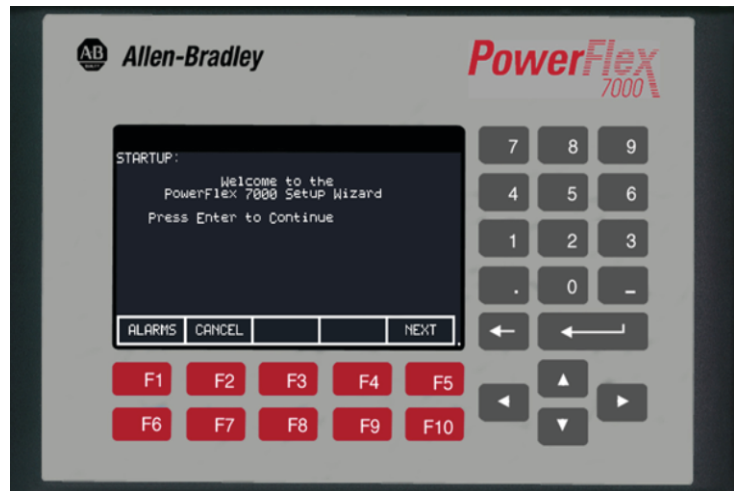 AB
Allen-Bradley
PowerFlex
7000
STARTUP:
Welcome to the
PowerFlex 7000 Setup Wizard
Press Enter to Continue
ALARMS CANCEL NEXT
7 8 9
4 5 6
1 2 3
. 0 –
F1 F2 F3 F4 F5
F6 F7 F8 F9 F10